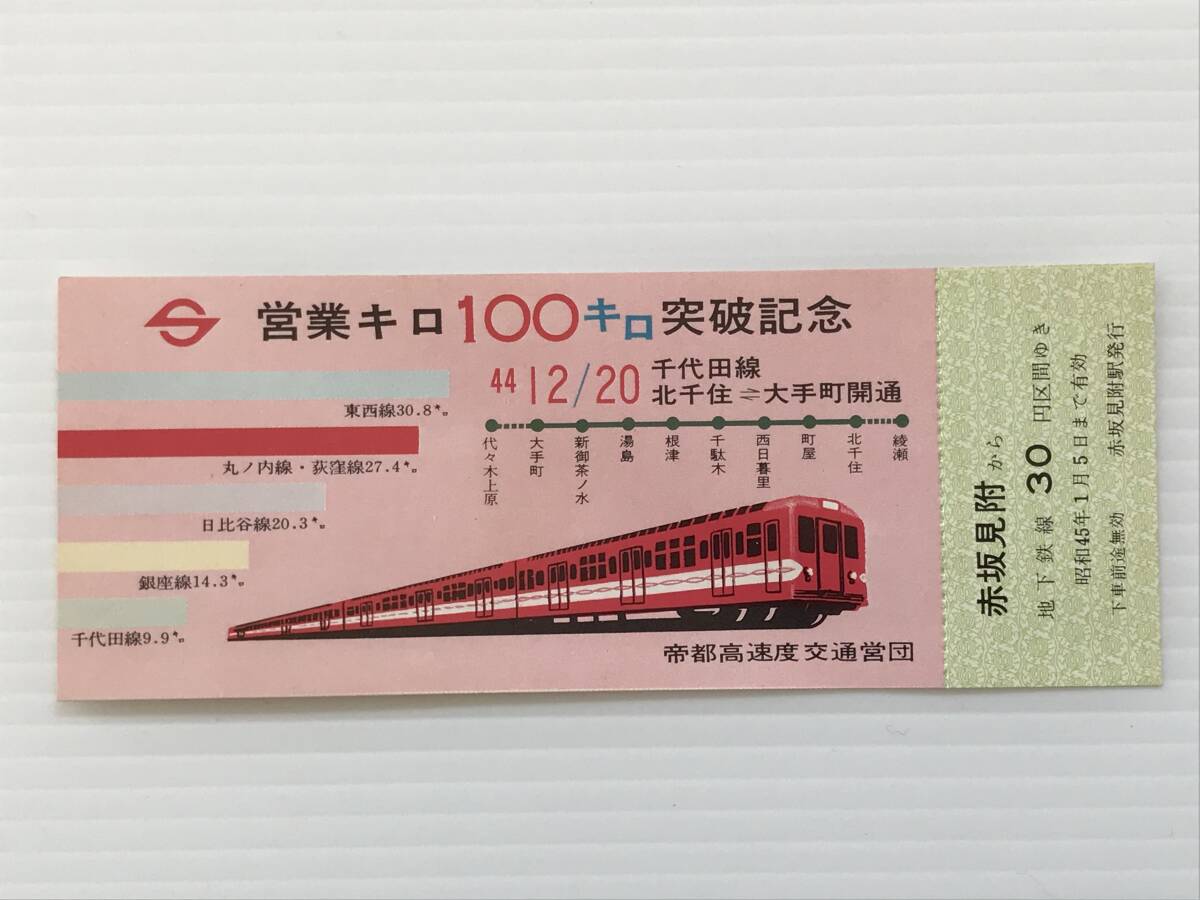 営業キロ100キロ突破記念
44 12/20 千代田線
北千住⇌大手町開通
東西線30.8㌔
丸ノ内線・荻窪線27.4㌔
日比谷線20.3㌔
銀座線14.3㌔
千代田線9.9㌔
代々木上原
大手町
新御茶ノ水
湯島
根津
千駄木
西日暮里
町屋
北千住
綾瀬
帝都高速度交通営団
赤坂見附から
地下鉄線30円区間ゆき
昭和45年1月5日まで有効
下車前途無効 赤坂見附駅発行